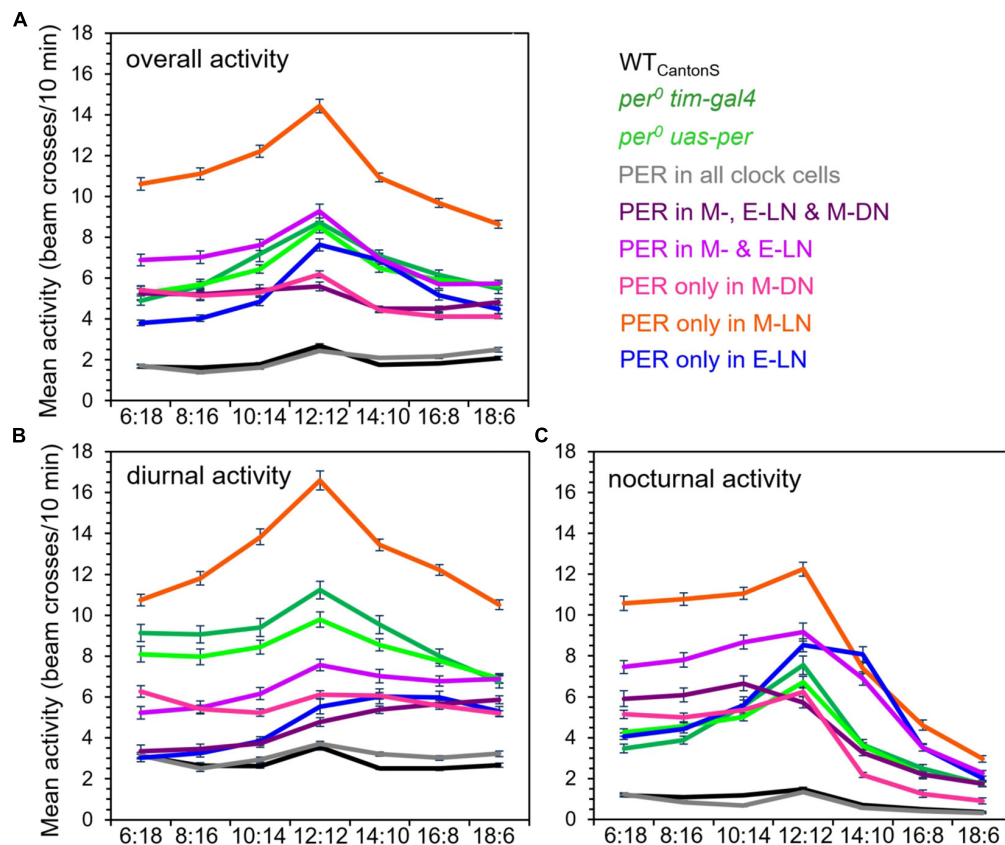 A
Mean activity (beam crosses/10 min)
18
16
14
12
10
8
6
4
2
0
overall activity
6:18 8:16 10:14 12:12 14:10 16:8 18:6
WTCantonS
per0 tim-gal4
per0 uas-per
PER in all clock cells
PER in M-, E-LN & M-DN
PER in M- & E-LN
PER only in M-DN
PER only in M-LN
PER only in E-LN
B
Mean activity (beam crosses/10 min)
18
16
14
12
10
8
6
4
2
0
diurnal activity
6:18 8:16 10:14 12:12 14:10 16:8 18:6
C
18
16
14
12
10
8
6
4
2
0
nocturnal activity
6:18 8:16 10:14 12:12 14:10 16:8 18:6